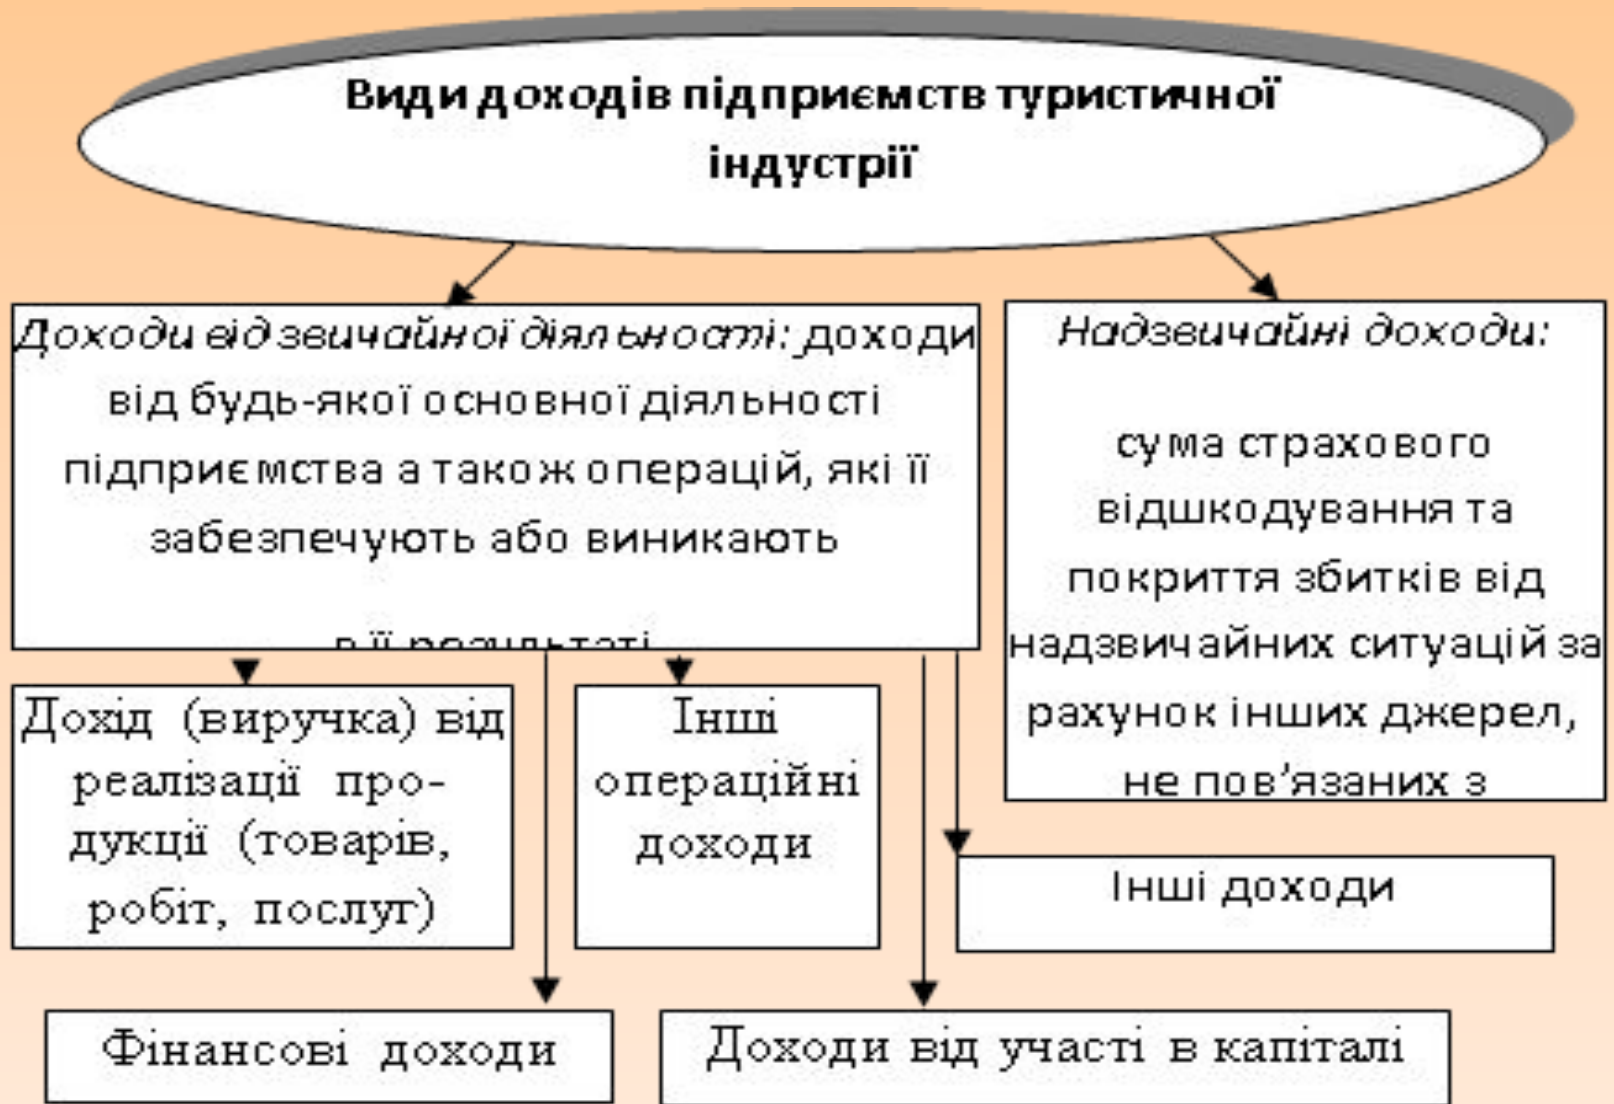 Види доходів підприємств туристичної
індустрії
Доходи від звичайної діяльності: доходи
від будь-якої основної діяльності
підприємства а також операцій, які її
забезпечують або виникають
в її результаті
Надзвичайні доходи:
сума страхового
відшкодування та
покриття збитків від
надзвичайних ситуацій за
рахунок інших джерел,
не пов’язаних з
Дохід (виручка) від
реалізації про-
дукції (товарів,
робіт, послуг)
Інші
операційні
доходи
Інші доходи
Фінансові доходи
Доходи від участі в капіталі